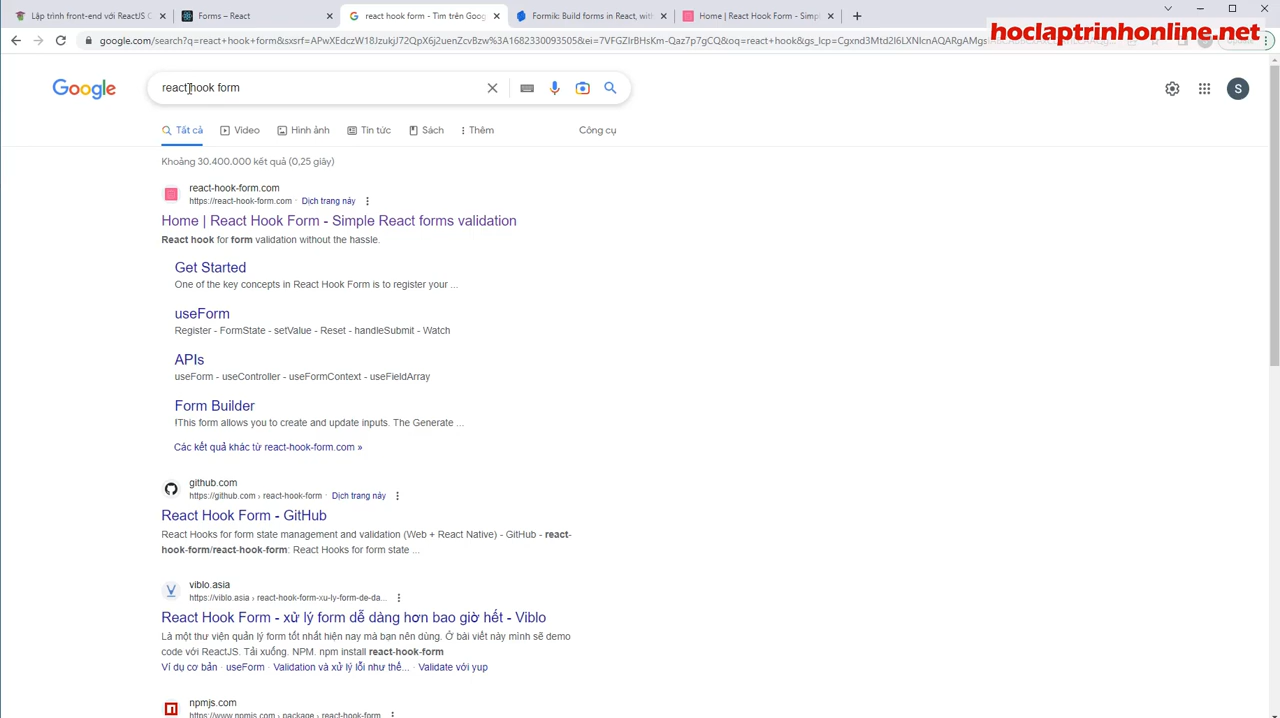 Lập trình front-end với ReactJS C
Forms – React
react hook form - Tìm trên Google
Formik: Build forms in React, with
Home | React Hook Form - Simpl
hoclaptrinhonline.net
Google
react hook form
S
Tất cả
Video
Hình ảnh
Tin tức
Sách
Thêm
Công cụ
Khoảng 30.400.000 kết quả (0,25 giây)
react-hook-form.com
https://react-hook-form.com · Dịch trang này
Home | React Hook Form - Simple React forms validation
React hook for form validation without the hassle.
Get Started
One of the key concepts in React Hook Form is to register your ...
useForm
Register - FormState - setValue - Reset - handleSubmit - Watch
APIs
useForm - useController - useFormContext - useFieldArray
Form Builder
!This form allows you to create and update inputs. The Generate ...
Các kết quả khác từ react-hook-form.com »
github.com
https://github.com › react-hook-form · Dịch trang này
React Hook Form - GitHub
React Hooks for form state management and validation (Web + React Native) - GitHub - react-
hook-form/react-hook-form: React Hooks for form state ...
viblo.asia
https://viblo.asia › react-hook-form-xu-ly-form-de-da...
React Hook Form - xử lý form dễ dàng hơn bao giờ hết - Viblo
Là một thư viện quản lý form tốt nhất hiện nay mà bạn nên dùng. Ở bài viết này mình sẽ demo
code với ReactJS. Tải xuống. NPM. npm install react-hook-form
Ví dụ cơ bản · useForm · Validation và xử lý lỗi như thế... · Validate với yup
npmjs.com
https://www.npmjs.com › package › react-hook-form